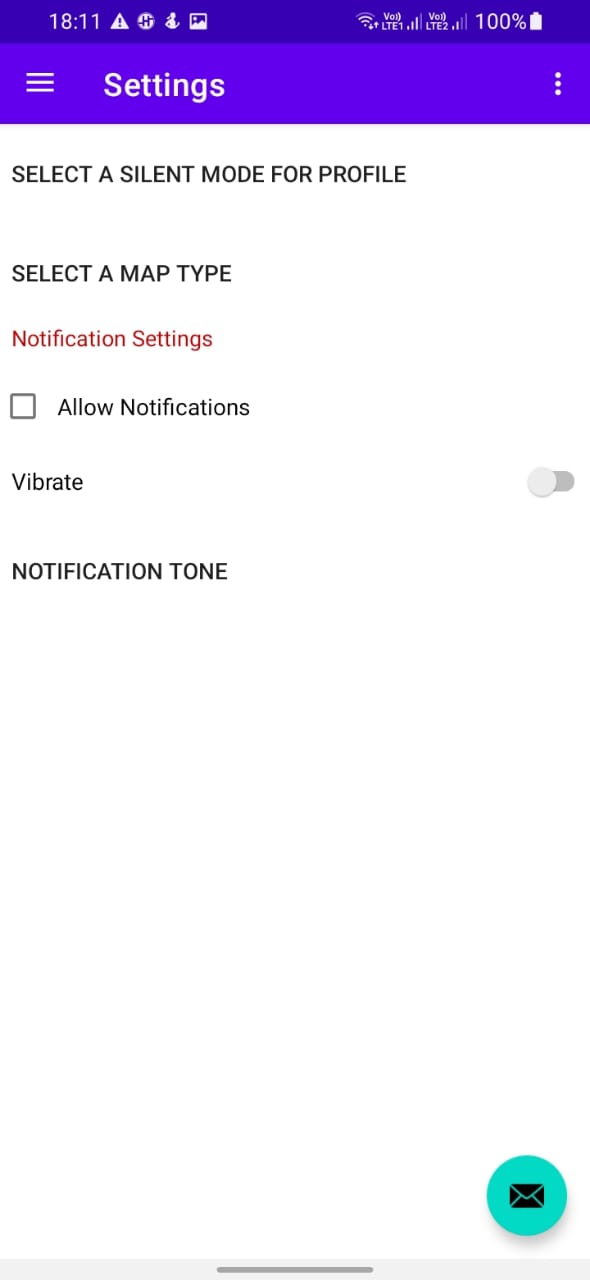 18:11 Vo)) LTE1 Vo)) LTE2 100%
Settings
SELECT A SILENT MODE FOR PROFILE
SELECT A MAP TYPE
Notification Settings
Allow Notifications
Vibrate
NOTIFICATION TONE